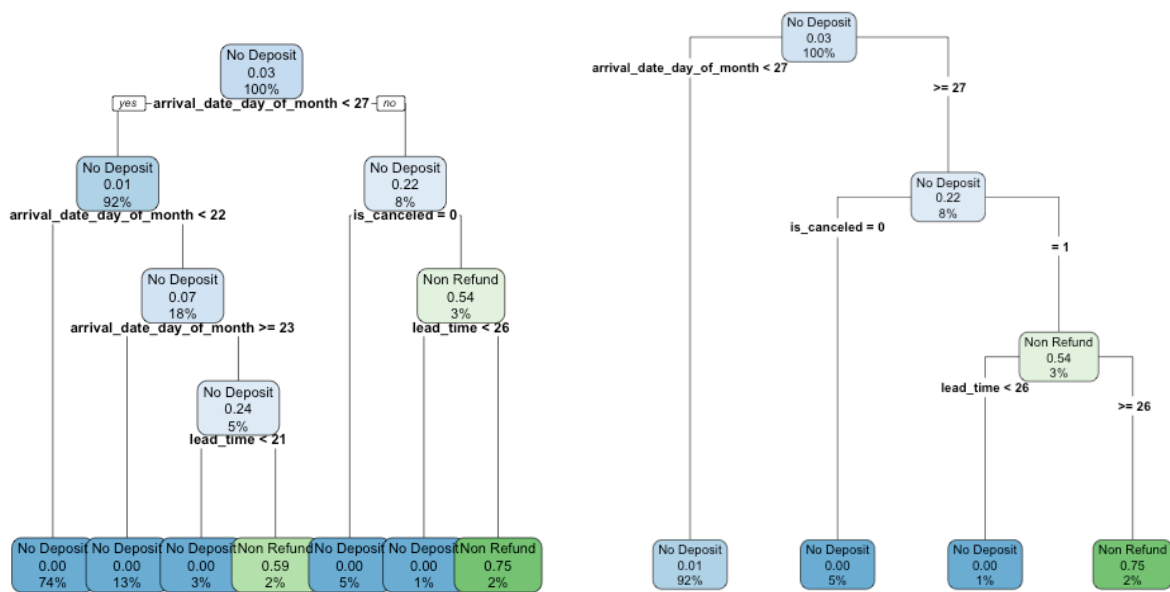 No Deposit
0.03
100%
yes arrival_date_day_of_month < 27 no
No Deposit
0.01
92%
arrival_date_day_of_month < 22
No Deposit
0.22
8%
is_canceled = 0
No Deposit
0.07
18%
arrival_date_day_of_month >= 23
Non Refund
0.54
3%
lead_time < 26
No Deposit
0.24
5%
lead_time < 21
No Deposit
0.00
74%
No Deposit
0.00
13%
No Deposit
0.00
3%
Non Refund
0.59
2%
No Deposit
0.00
5%
No Deposit
0.00
1%
Non Refund
0.75
2%
No Deposit
0.03
100%
arrival_date_day_of_month < 27
>= 27
No Deposit
0.22
8%
is_canceled = 0
= 1
Non Refund
0.54
3%
lead_time < 26
>= 26
No Deposit
0.01
92%
No Deposit
0.00
5%
No Deposit
0.00
1%
Non Refund
0.75
2%